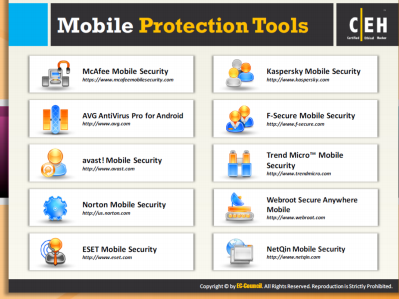 Mobile Protection Tools
C|EH
Certified Ethical Hacker
McAfee Mobile Security
https://www.mcafeemobilesecurity.com
Kaspersky Mobile Security
http://www.kaspersky.com
AVG AntiVirus Pro for Android
http://www.avg.com
F-Secure Mobile Security
http://www.f-secure.com
avast! Mobile Security
http://www.avast.com
Trend Micro™ Mobile
Security
http://www.trendmicro.com
Norton Mobile Security
http://us.norton.com
Webroot Secure Anywhere
Mobile
http://www.webroot.com
ESET Mobile Security
http://www.eset.com
NetQin Mobile Security
http://www.netqin.com
Copyright © by EC-Council. All Rights Reserved. Reproduction is Strictly Prohibited.